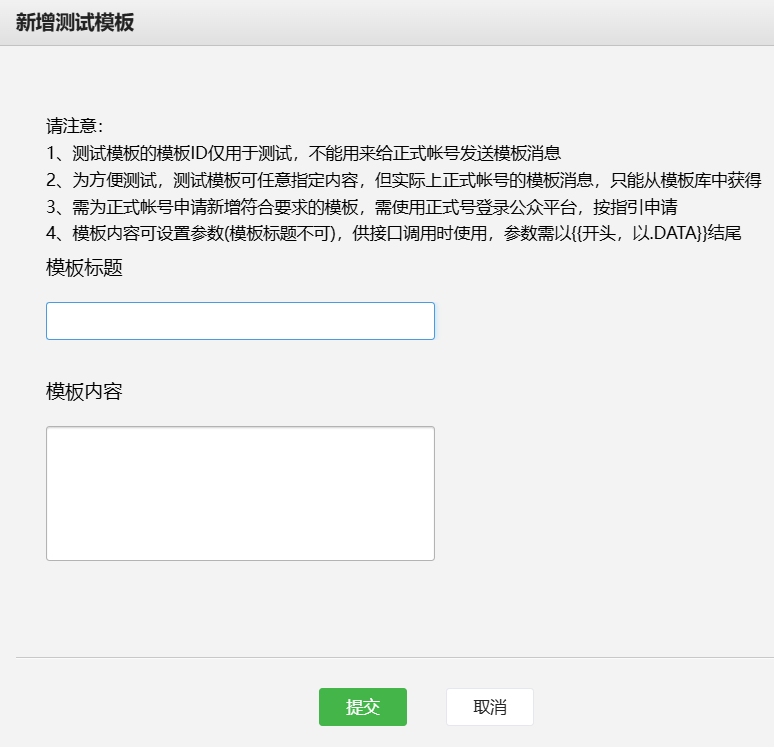 新增测试模板
请注意：
1、测试模板的模板ID仅用于测试，不能用来给正式帐号发送模板消息
2、为方便测试，测试模板可任意指定内容，但实际上正式帐号的模板消息，只能从模板库中获得
3、需为正式帐号申请新增符合要求的模板，需使用正式号登录公众平台，按指引申请
4、模板内容可设置参数(模板标题不可)，供接口调用时使用，参数需以{{开头，以.DATA}}结尾
模板标题
模板内容
提交 取消